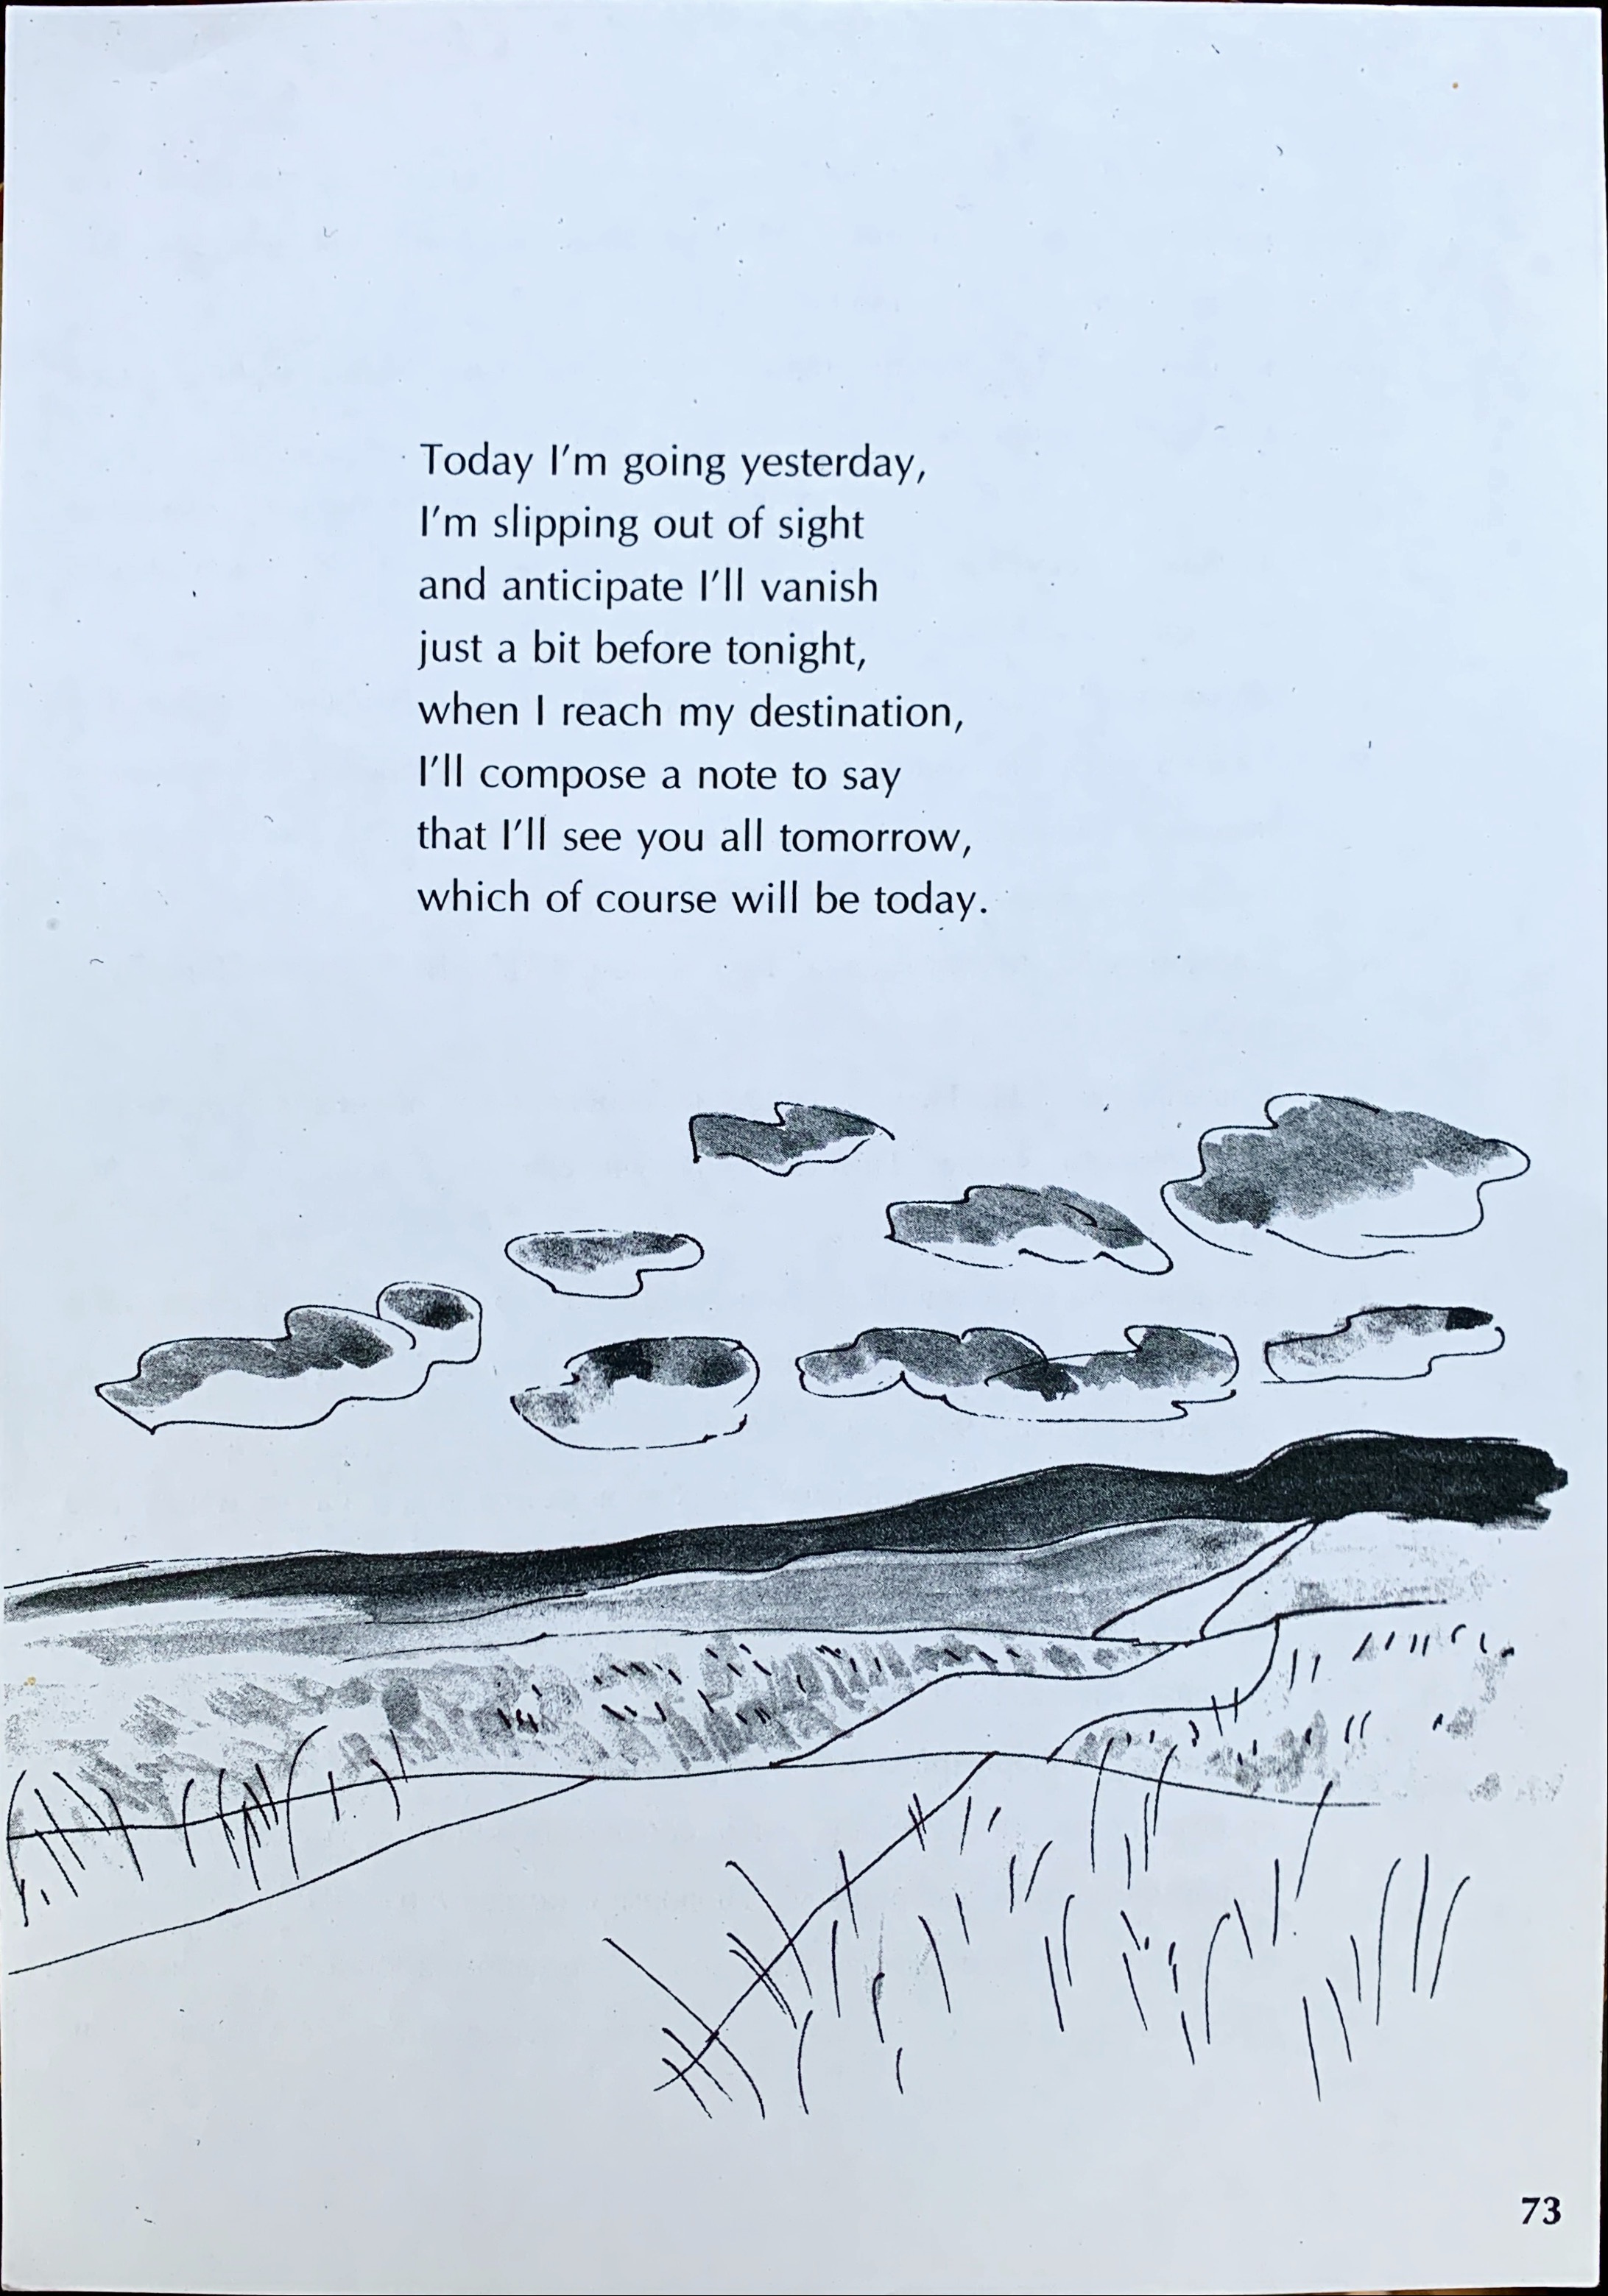 Today I'm going yesterday,
I'm slipping out of sight
and anticipate I'll vanish
just a bit before tonight,
when I reach my destination,
I'll compose a note to say
that I'll see you all tomorrow,
which of course will be today.
73